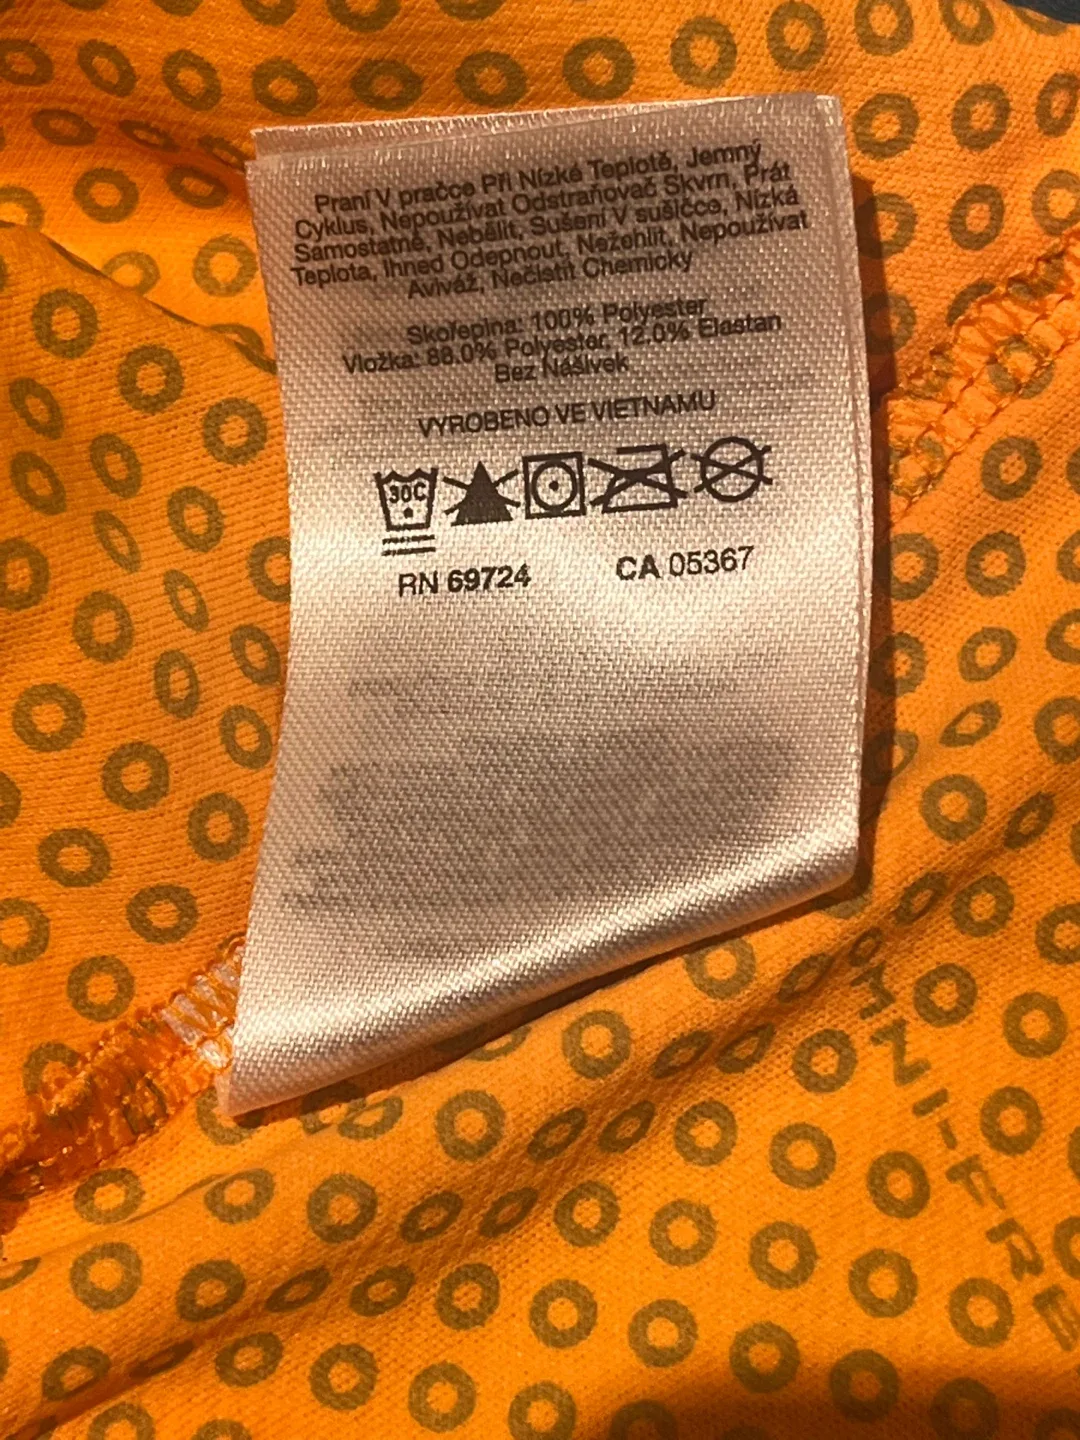 Praní V pračce Při Nízké Teplotě, Jemný
Cyklus, Nepoužívat Odstraňovač Skvrn, Prát
Samostatně, Nebělit, Sušení V sušičce, Nízká
Teplota, Ihned Odepnout, Nežehlit, Nepoužívat
Aviváž, Nečistit Chemicky
Skořepina: 100% Polyester
Vložka: 88.0% Polyester, 12.0% Elastan
Bez Nášivek
VYROBENO VE VIETNAMU
30C
RN 69724 CA 05367